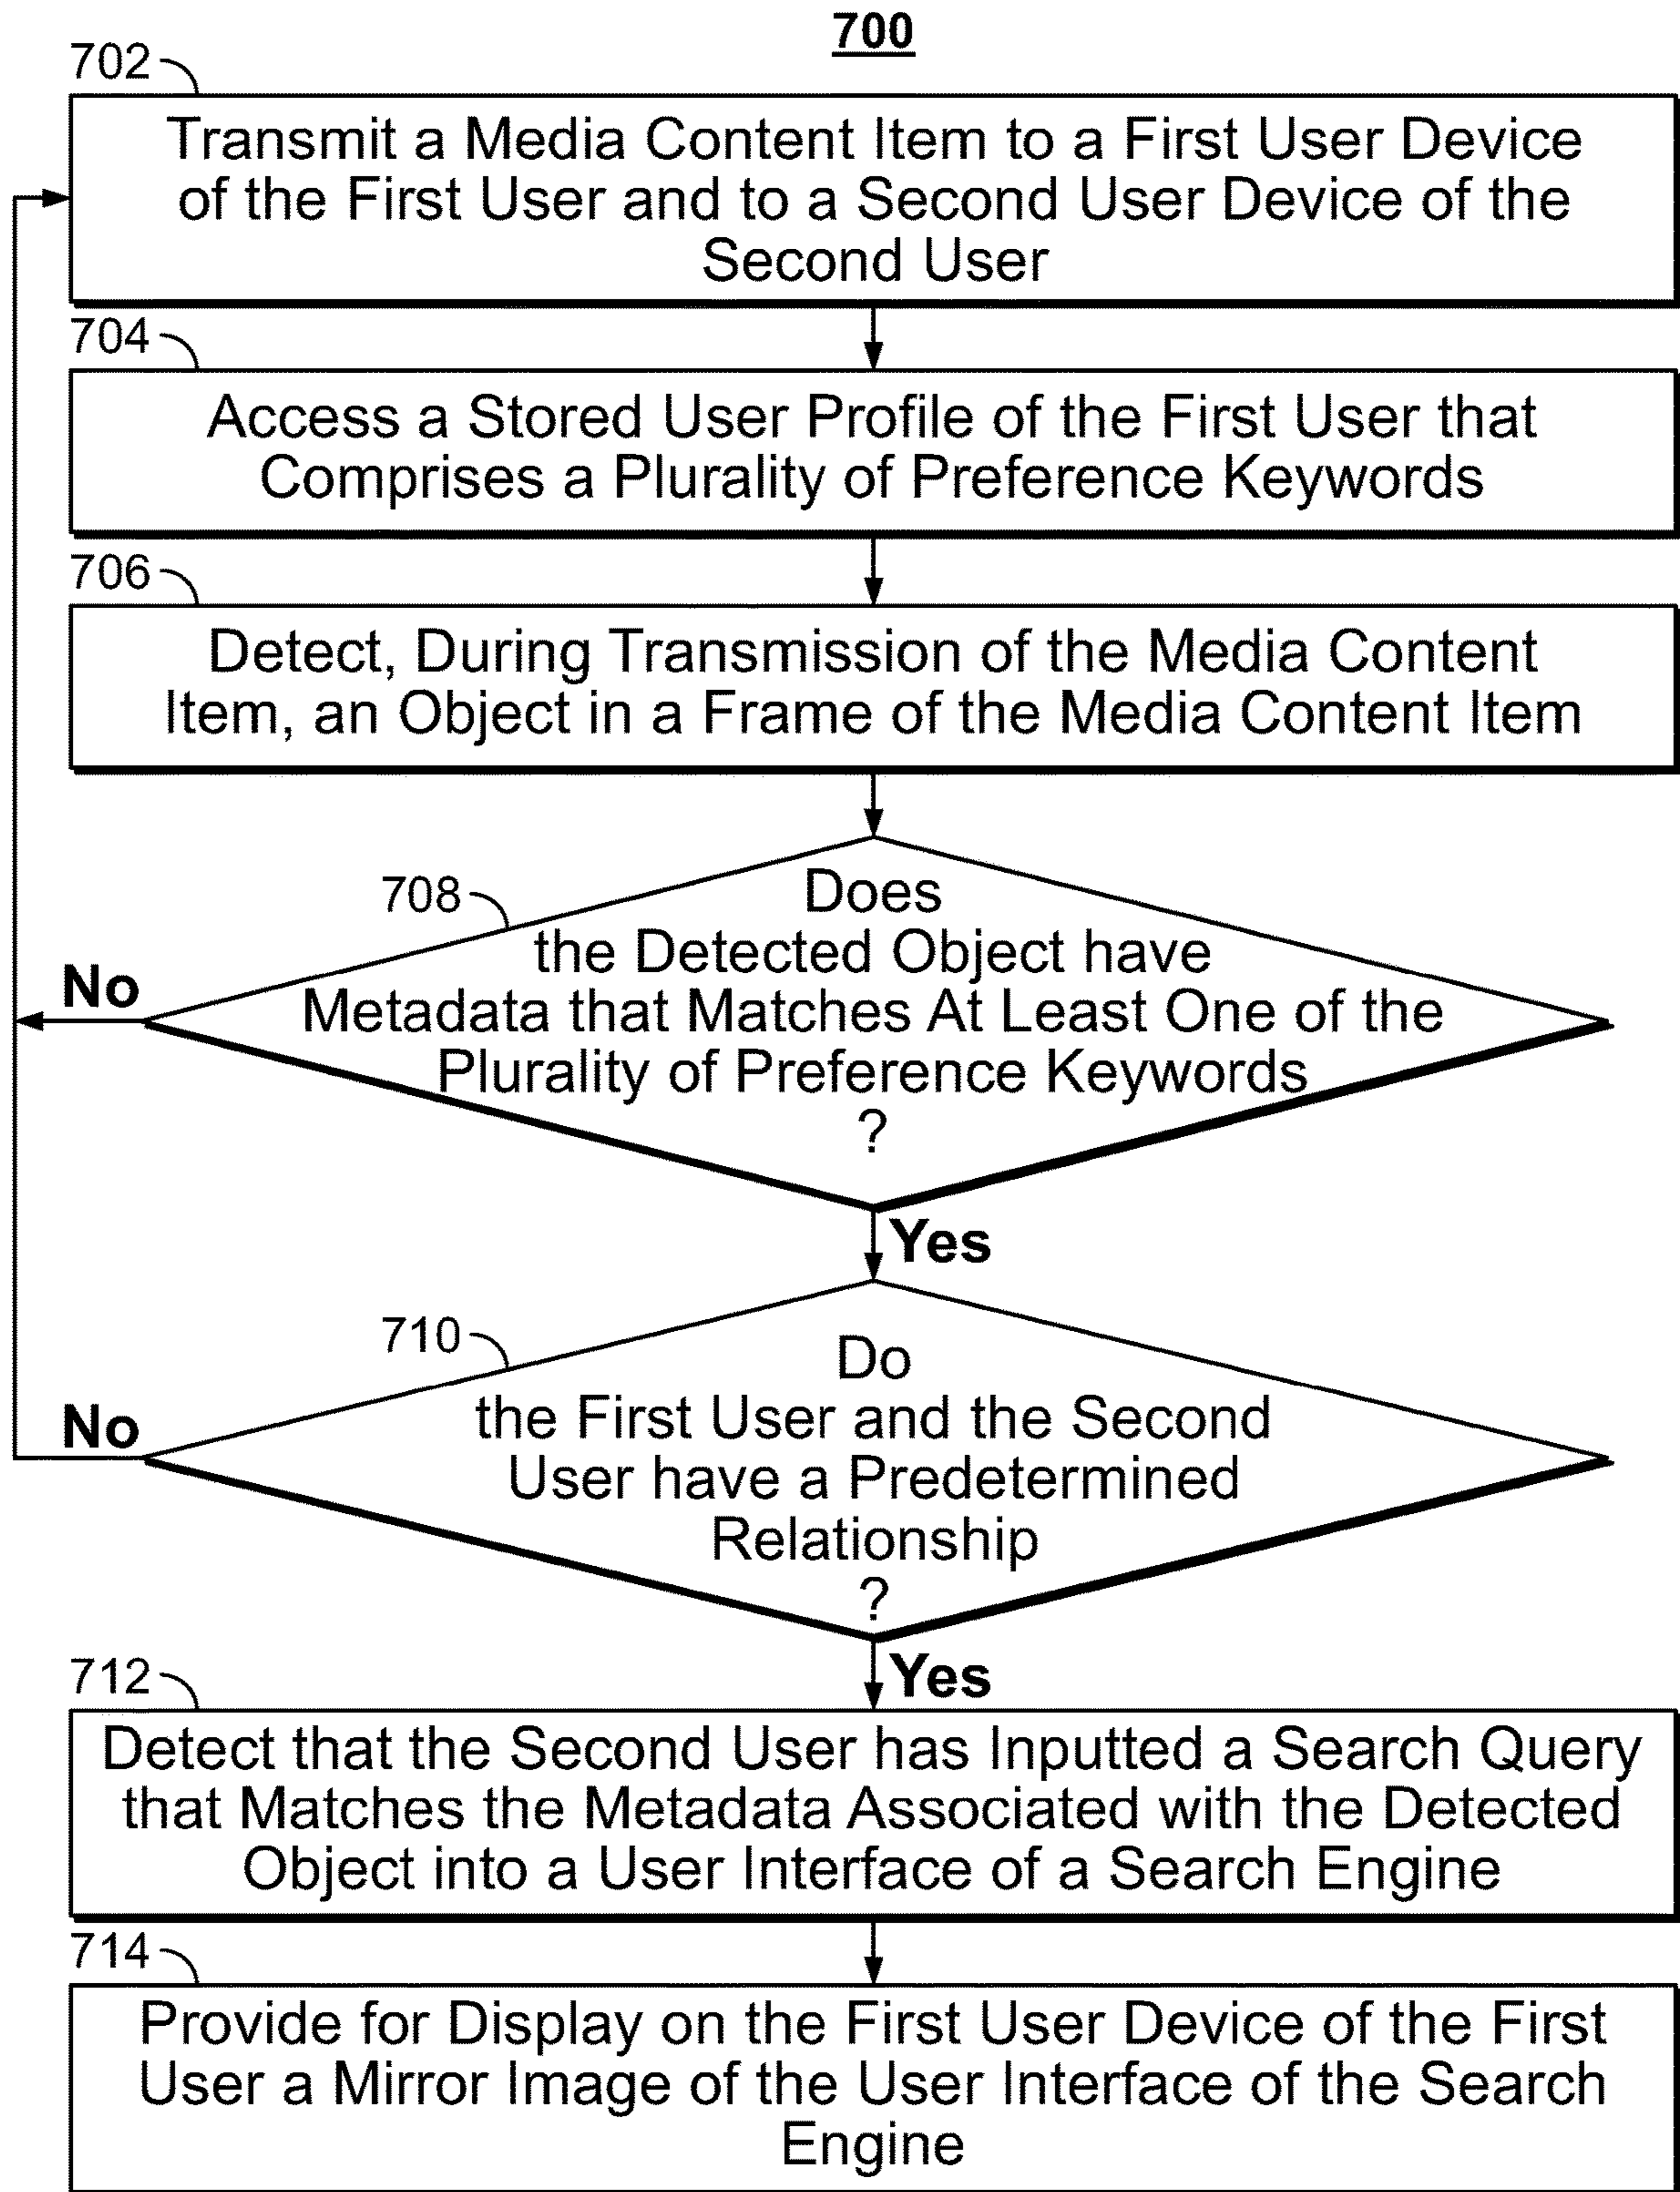 700
702
Transmit a Media Content Item to a First User Device
of the First User and to a Second User Device of the
Second User
704
Access a Stored User Profile of the First User that
Comprises a Plurality of Preference Keywords
706
Detect, During Transmission of the Media Content
Item, an Object in a Frame of the Media Content Item
708
Does
the Detected Object have
Metadata that Matches At Least One of the
Plurality of Preference Keywords
?
No
Yes
710
Do
the First User and the Second
User have a Predetermined
Relationship
?
No
Yes
712
Detect that the Second User has Inputted a Search Query
that Matches the Metadata Associated with the Detected
Object into a User Interface of a Search Engine
714
Provide for Display on the First User Device of the First
User a Mirror Image of the User Interface of the Search
Engine